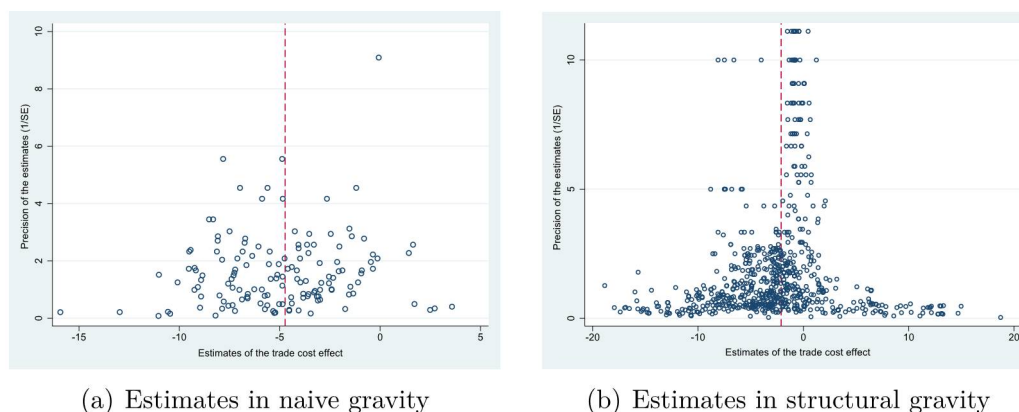 Precision of the estimates (1/SE)
10
8
6
4
2
0
-15 -10 -5 0 5
Estimates of the trade cost effect
Precision of the estimates (1/SE)
10
5
0
-20 -10 0 10 20
Estimates of the trade cost effect
(a) Estimates in naive gravity
(b) Estimates in structural gravity